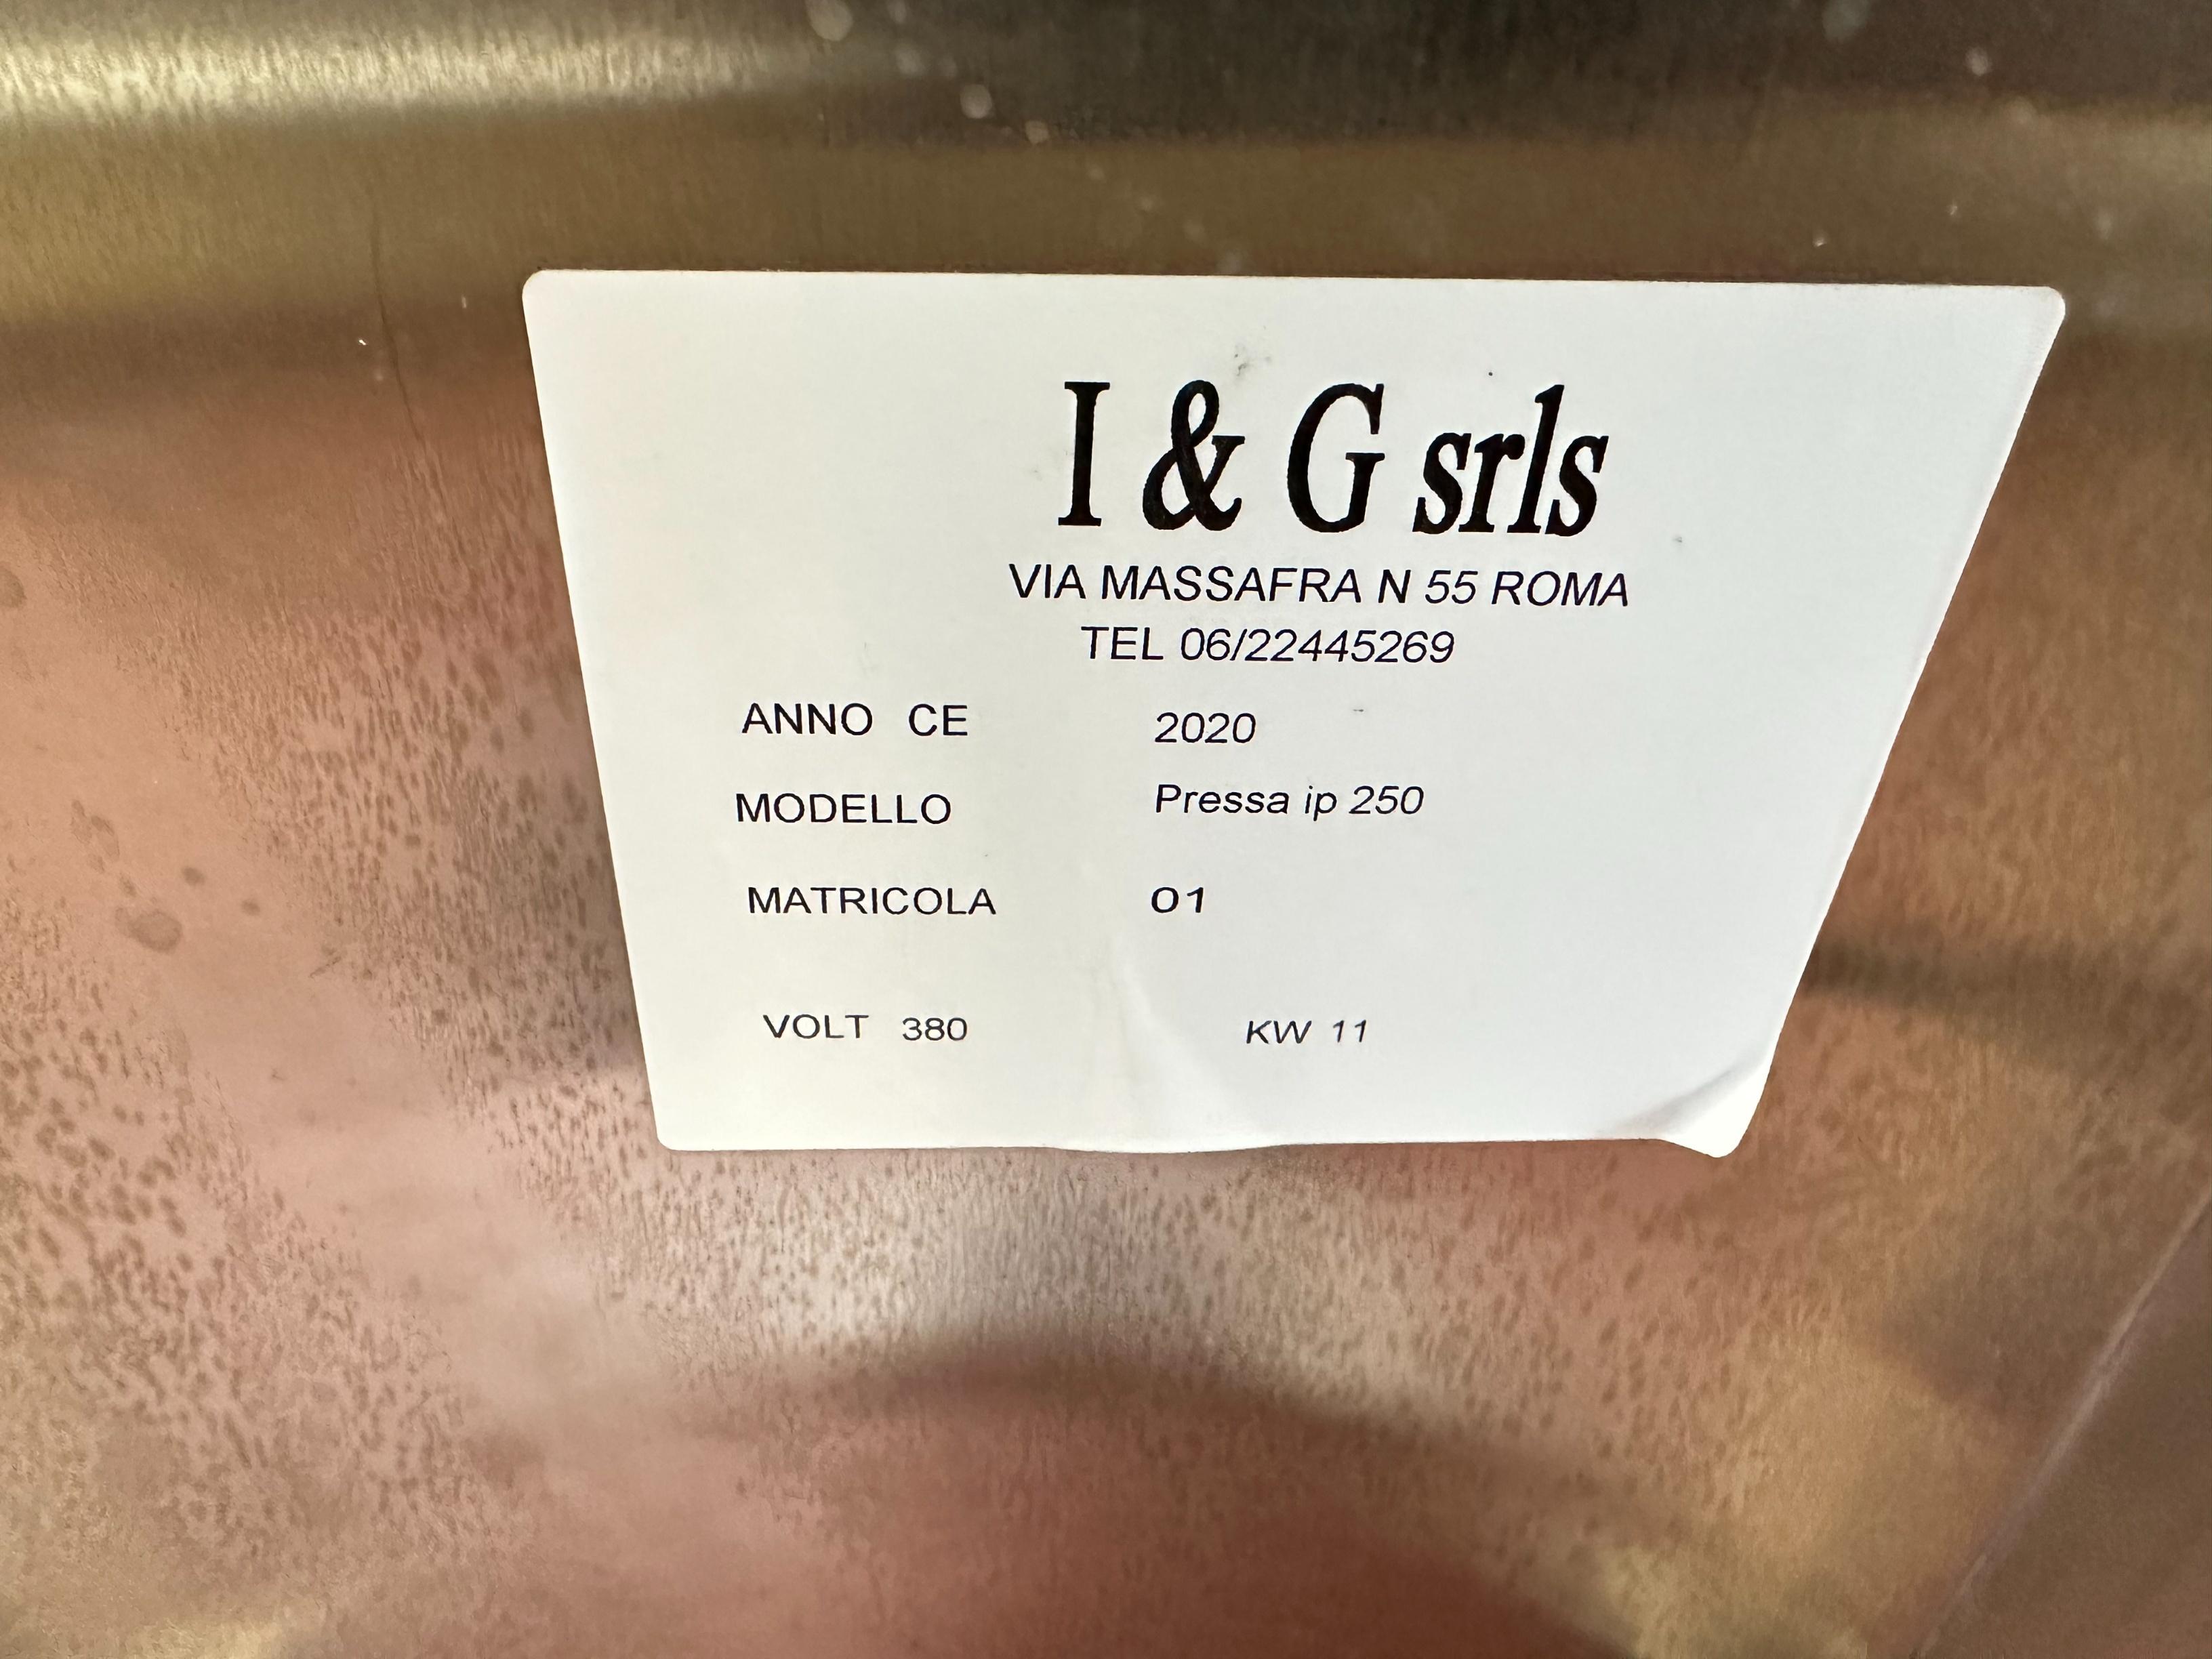 I & G srls
VIA MASSAFRA N 55 ROMA
TEL 06/22445269
ANNO CE 2020
MODELLO Pressa ip 250
MATRICOLA 01
VOLT 380 KW 11